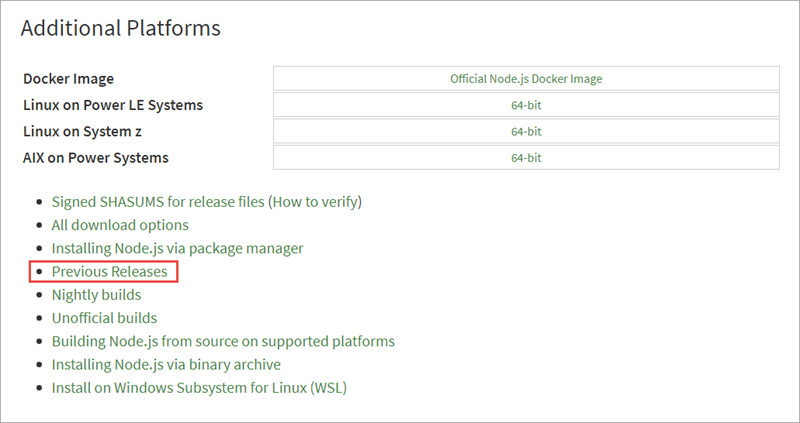 Additional Platforms
Docker Image Official Node.js Docker Image
Linux on Power LE Systems 64-bit
Linux on System z 64-bit
AIX on Power Systems 64-bit
Signed SHASUMS for release files (How to verify)
All download options
Installing Node.js via package manager
Previous Releases
Nightly builds
Unofficial builds
Building Node.js from source on supported platforms
Installing Node.js via binary archive
Install on Windows Subsystem for Linux (WSL)